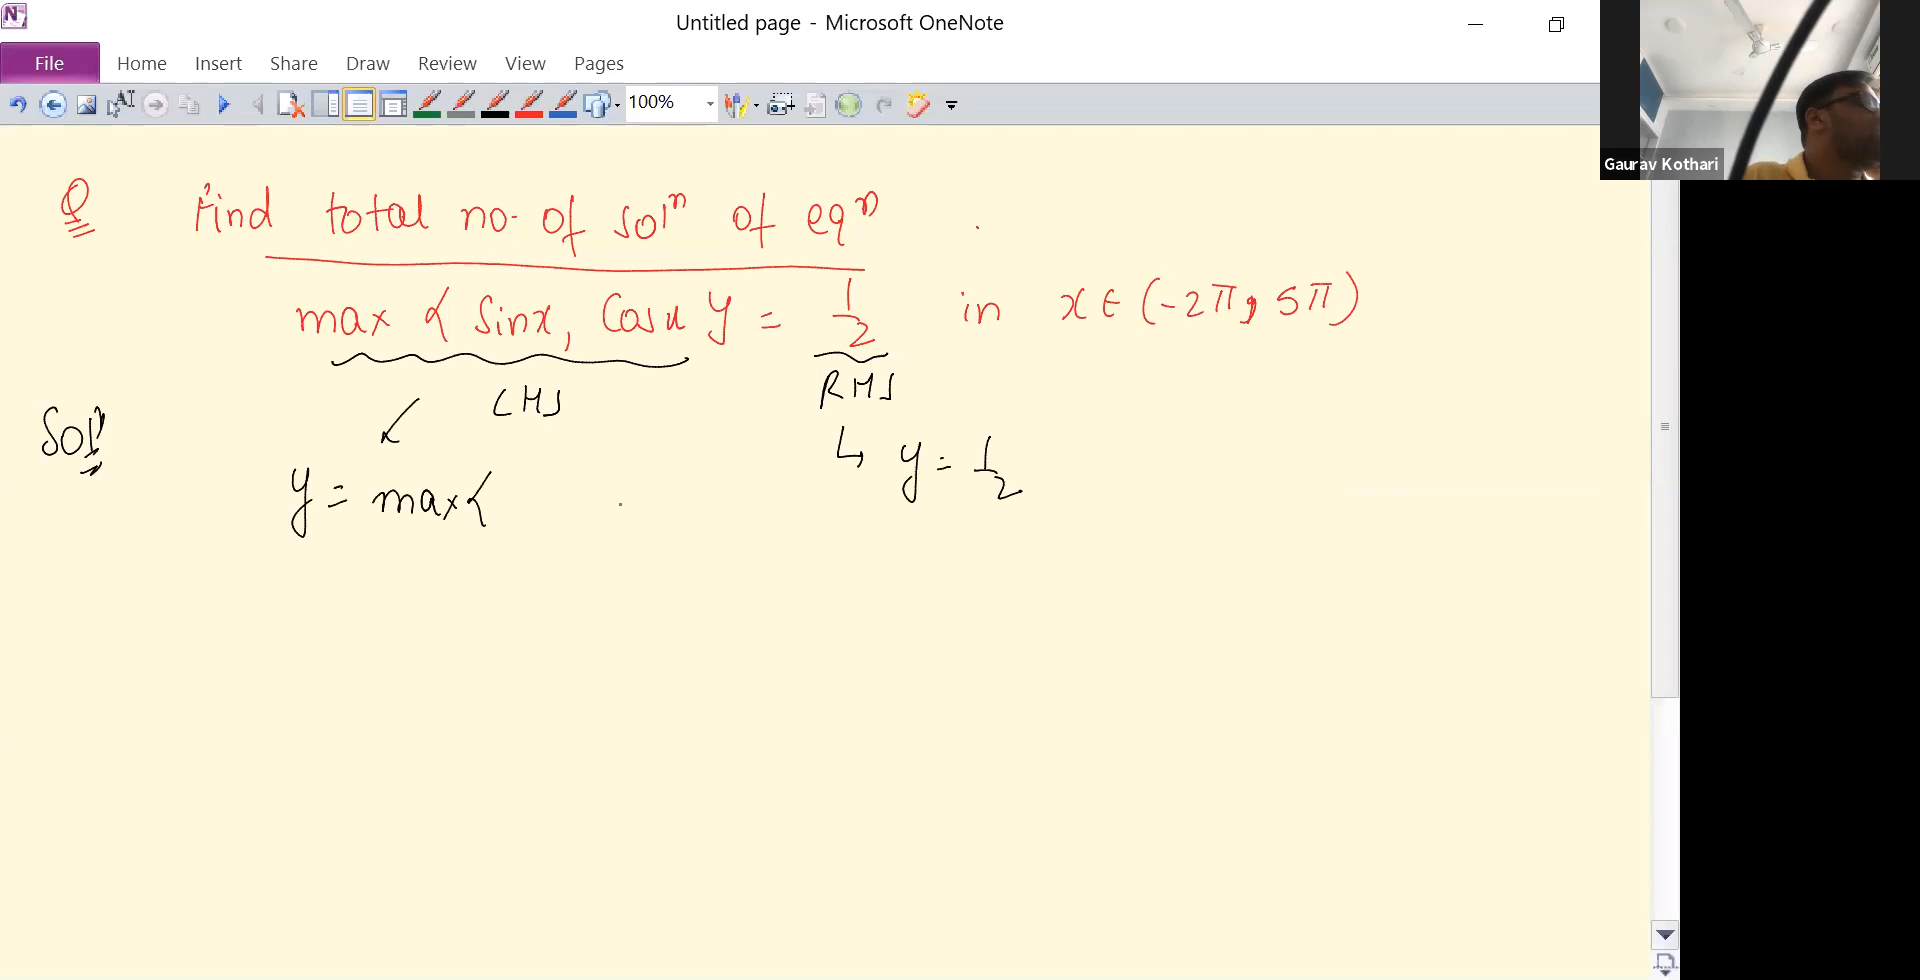 Untitled page - Microsoft OneNote
File Home Insert Share Draw Review View Pages
100%
Gaurav Kothari
Q Find total no. of solⁿ of eqⁿ
max { sinx, cosx } = 1/2 in x ∈ (-2π, 5π)
LHS RHS
Solⁿ
↳ y = 1/2
y = max {